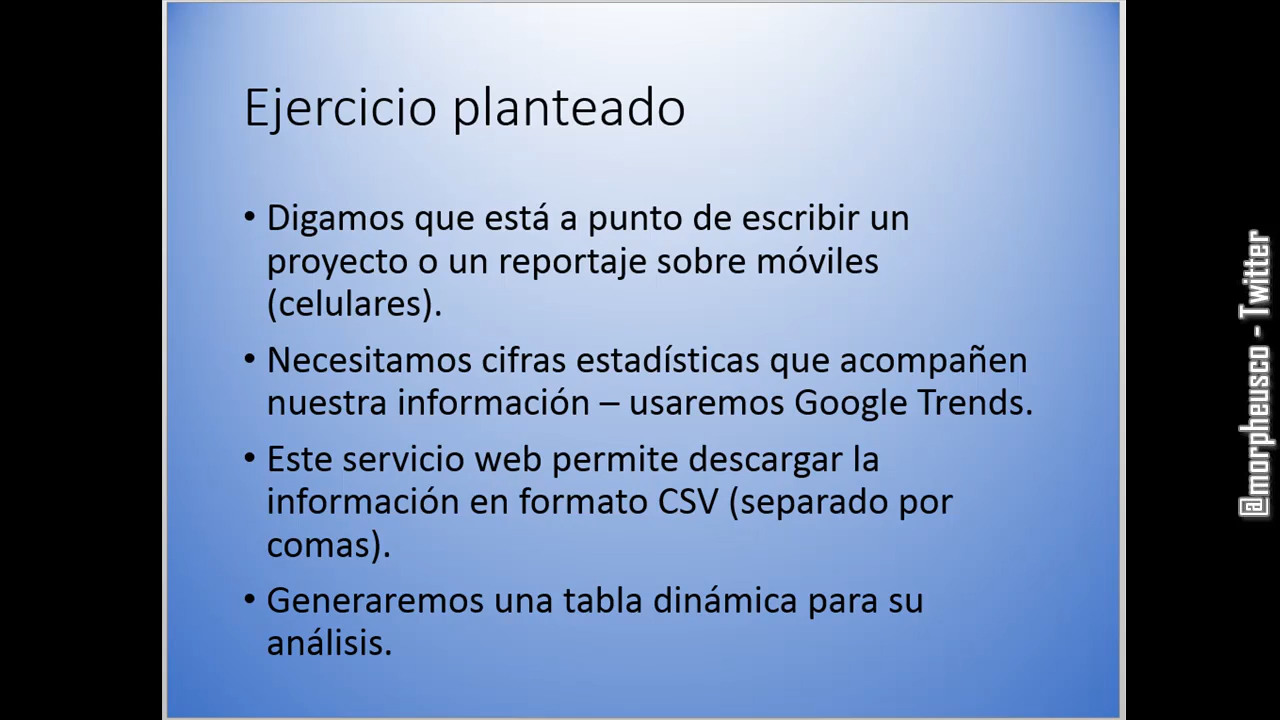 Ejercicio planteado
• Digamos que está a punto de escribir un
proyecto o un reportaje sobre móviles
(celulares).
• Necesitamos cifras estadísticas que acompañen
nuestra información – usaremos Google Trends.
• Este servicio web permite descargar la
información en formato CSV (separado por
comas).
• Generaremos una tabla dinámica para su
análisis.
@morpheusco - Twitter